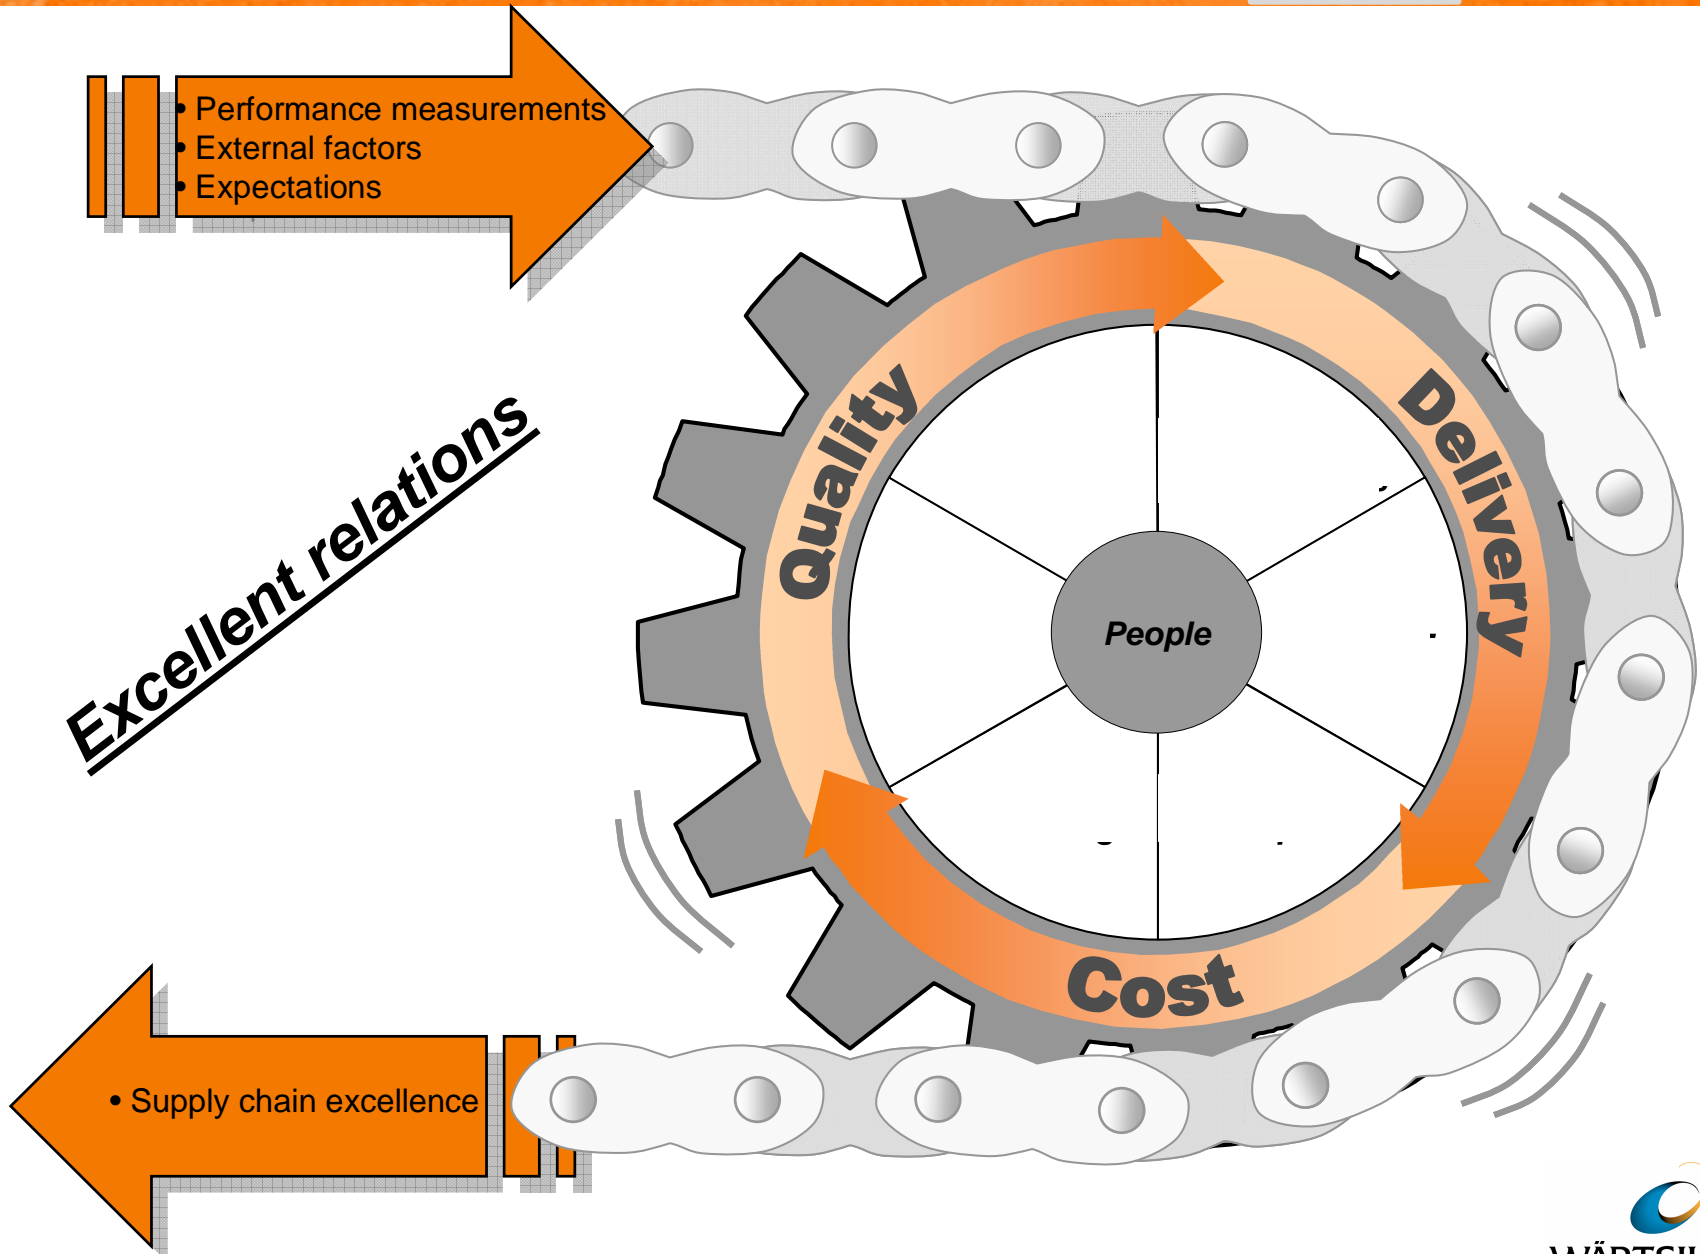 • Performance measurements
• External factors
• Expectations
Excellent relations
Quality
Delivery
People
Cost
• Supply chain excellence